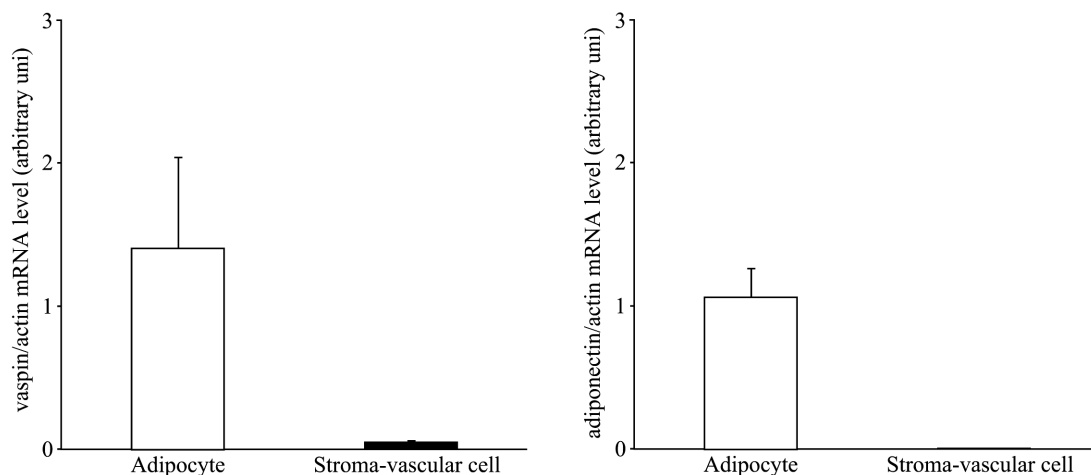 vaspin/actin mRNA level (arbitrary uni)
3
2
1
0
Adipocyte
Stroma-vascular cell
adiponectin/actin mRNA level (arbitrary uni)
3
2
1
0
Adipocyte
Stroma-vascular cell